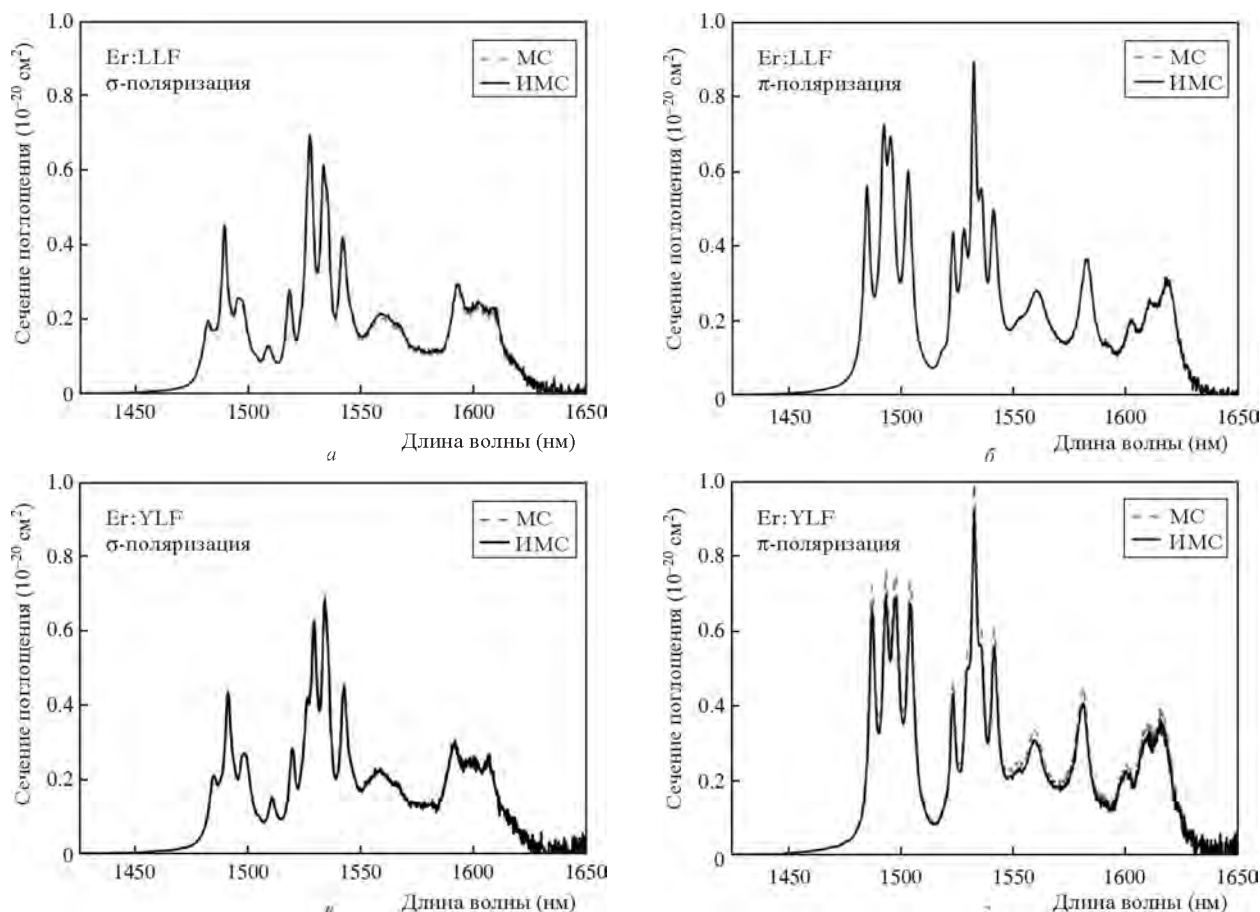 1.0
0.8
0.6
0.4
0.2
0
Сечение поглощения (10⁻²⁰ см²)
Er:LLF
σ-поляризация
МС
ИМС
1450 1500 1550 1600 1650
Длина волны (нм)
а
1.0
0.8
0.6
0.4
0.2
0
Сечение поглощения (10⁻²⁰ см²)
Er:LLF
π-поляризация
МС
ИМС
1450 1500 1550 1600 1650
Длина волны (нм)
б
1.0
0.8
0.6
0.4
0.2
0
Сечение поглощения (10⁻²⁰ см²)
Er:YLF
σ-поляризация
МС
ИМС
1450 1500 1550 1600 1650
Длина волны (нм)
1.0
0.8
0.6
0.4
0.2
0
Сечение поглощения (10⁻²⁰ см²)
Er:YLF
π-поляризация
МС
ИМС
1450 1500 1550 1600 1650
Длина волны (нм)